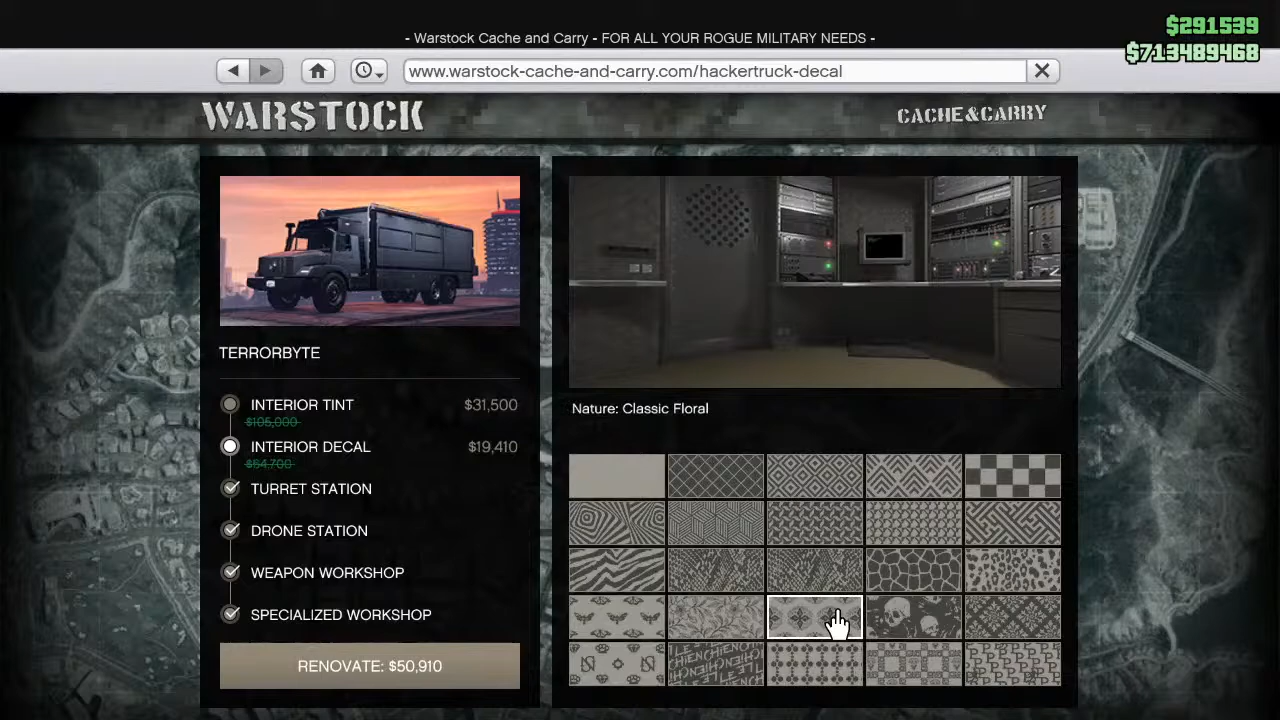 - Warstock Cache and Carry - FOR ALL YOUR ROGUE MILITARY NEEDS -
$291539
$713489468
www.warstock-cache-and-carry.com/hackertruck-decal
WARSTOCK
CACHE&CARRY
TERRORBYTE
INTERIOR TINT $31,500
$105,000
INTERIOR DECAL $19,410
$64,700
TURRET STATION
DRONE STATION
WEAPON WORKSHOP
SPECIALIZED WORKSHOP
RENOVATE: $50,910
Nature: Classic Floral